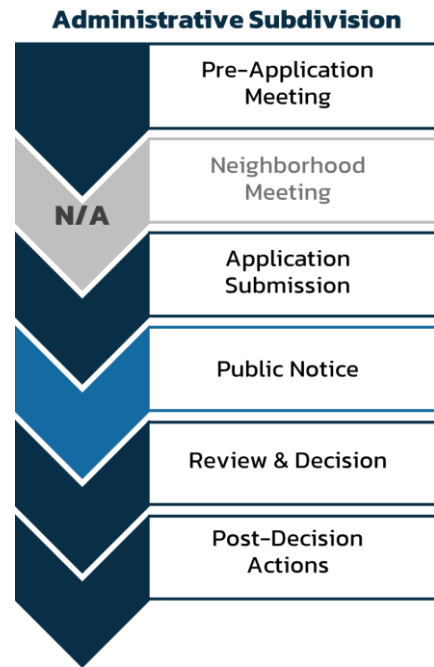 Administrative Subdivision
Pre-Application
Meeting
N/A
Neighborhood
Meeting
Application
Submission
Public Notice
Review & Decision
Post-Decision
Actions